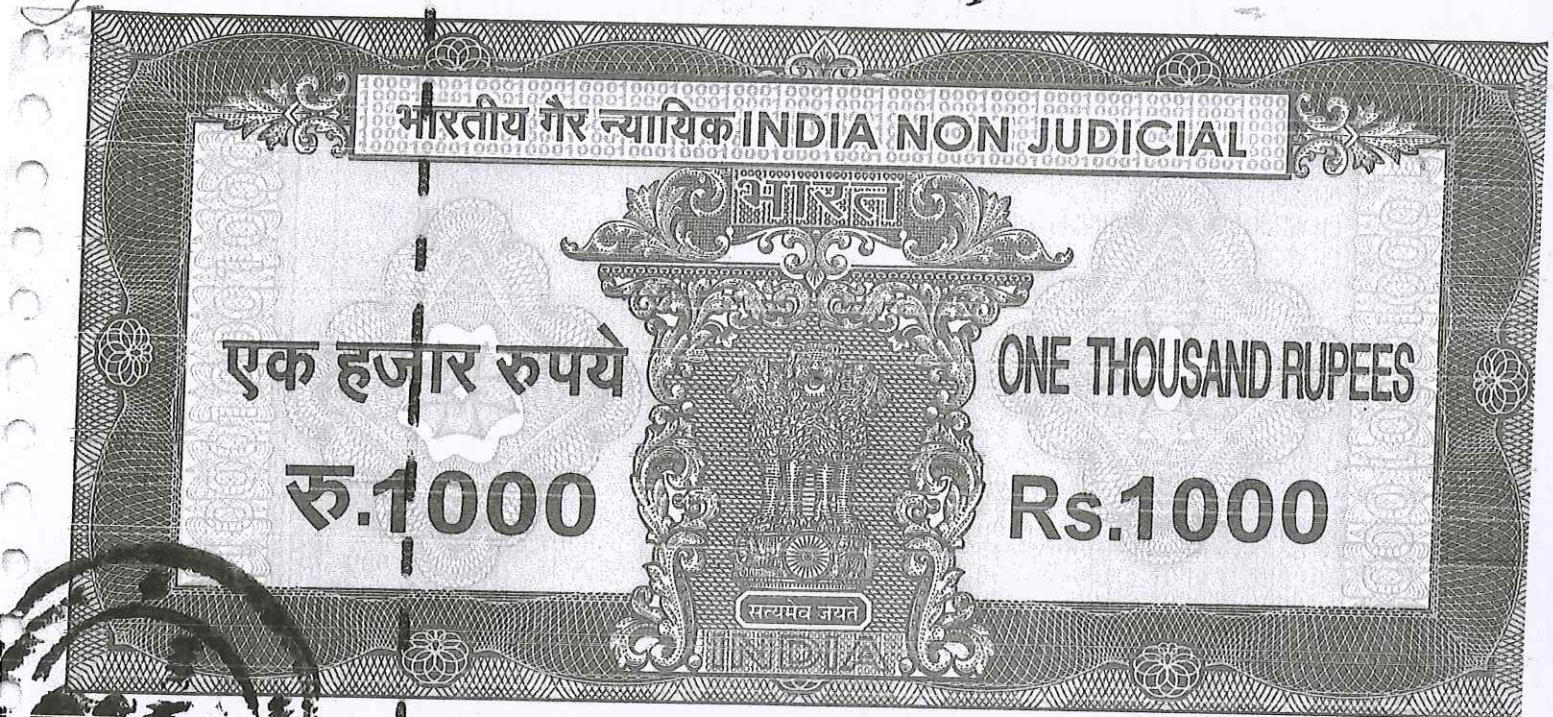 भारतीय गैर न्यायिक INDIA NON JUDICIAL
भारत
एक हजार रुपये
ONE THOUSAND RUPEES
रु.1000
Rs.1000
सत्यमेव जयते
INDIA